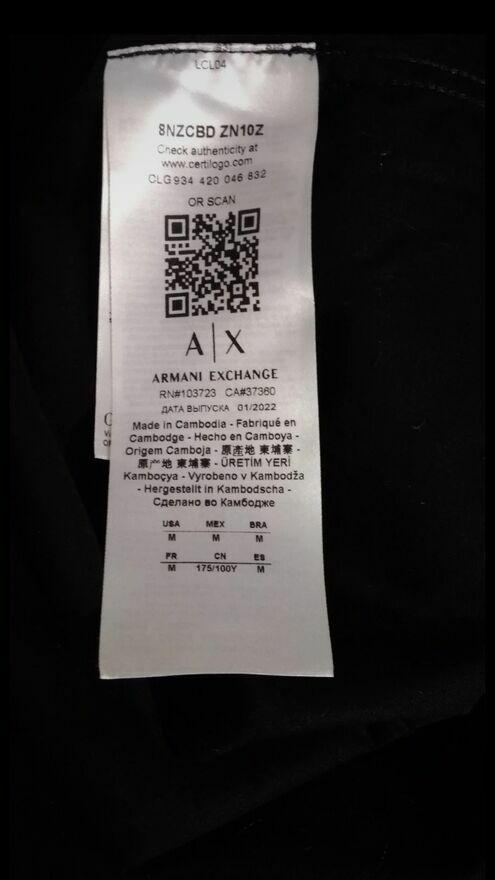 LCL04
8NZCBD ZN10Z
Check authenticity at
www.certilogo.com
CLG 934 420 046 832
OR SCAN
A|X
ARMANI EXCHANGE
RN#103723 CA#37360
ДАТА ВЫПУСКА 01/2022
Made in Cambodia - Fabriqué en
Cambodge - Hecho en Camboya -
Origem Camboja - 原產地 柬埔寨 -
原产地 柬埔寨 - ÜRETİM YERİ
Kamboçya - Vyrobeno v Kambodža
- Hergestellt in Kambodscha -
Сделано во Камбодже
USA MEX BRA
M M M
FR CN ES
M 175/100Y M